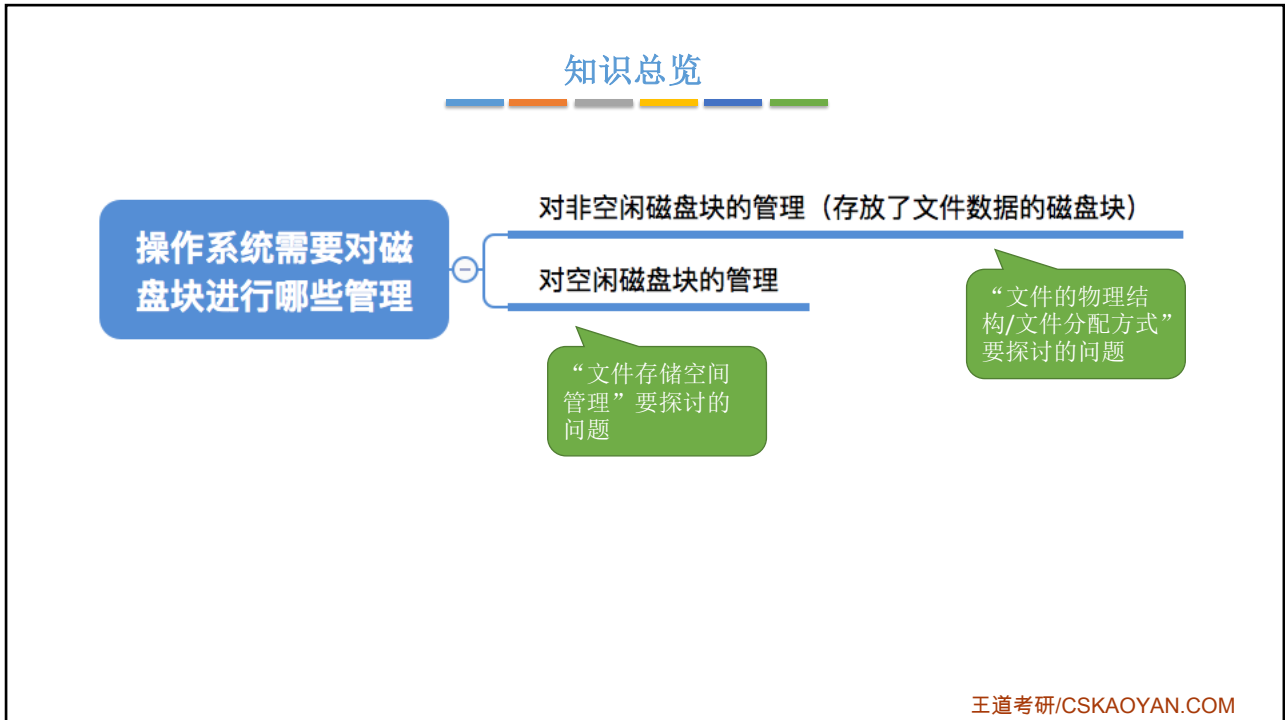 知识总览
操作系统需要对磁
盘块进行哪些管理
对非空闲磁盘块的管理（存放了文件数据的磁盘块）
对空闲磁盘块的管理
“文件的物理结
构/文件分配方式”
要探讨的问题
“文件存储空间
管理”要探讨的
问题
王道考研/CSKAOYAN.COM